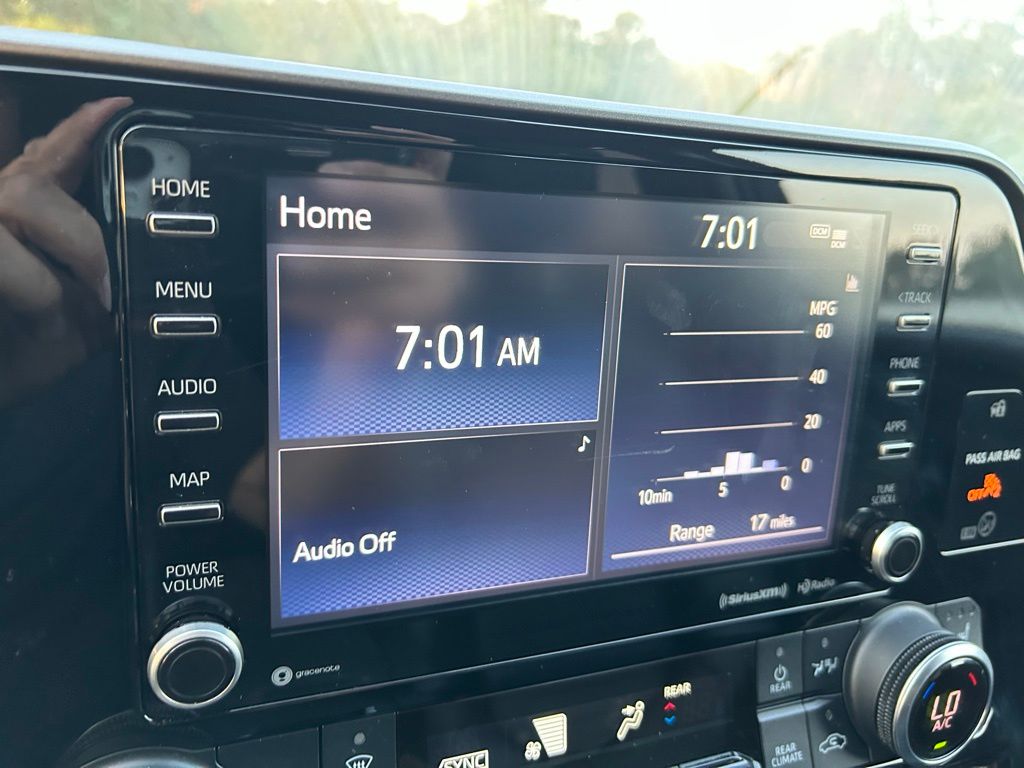 HOME
MENU
AUDIO
MAP
POWER
VOLUME
Home
7:01
DCM
DCM
7:01 AM
Audio Off
MPG
60
40
20
0
10min
5
0
Range 17 miles
SEEK>
<TRACK
PHONE
APPS
TUNE
SCROLL
PASS AIR BAG
gracenote
((SiriusXM))
HD Radio
SYNC
REAR
REAR
REAR
CLIMATE
LO
A/C